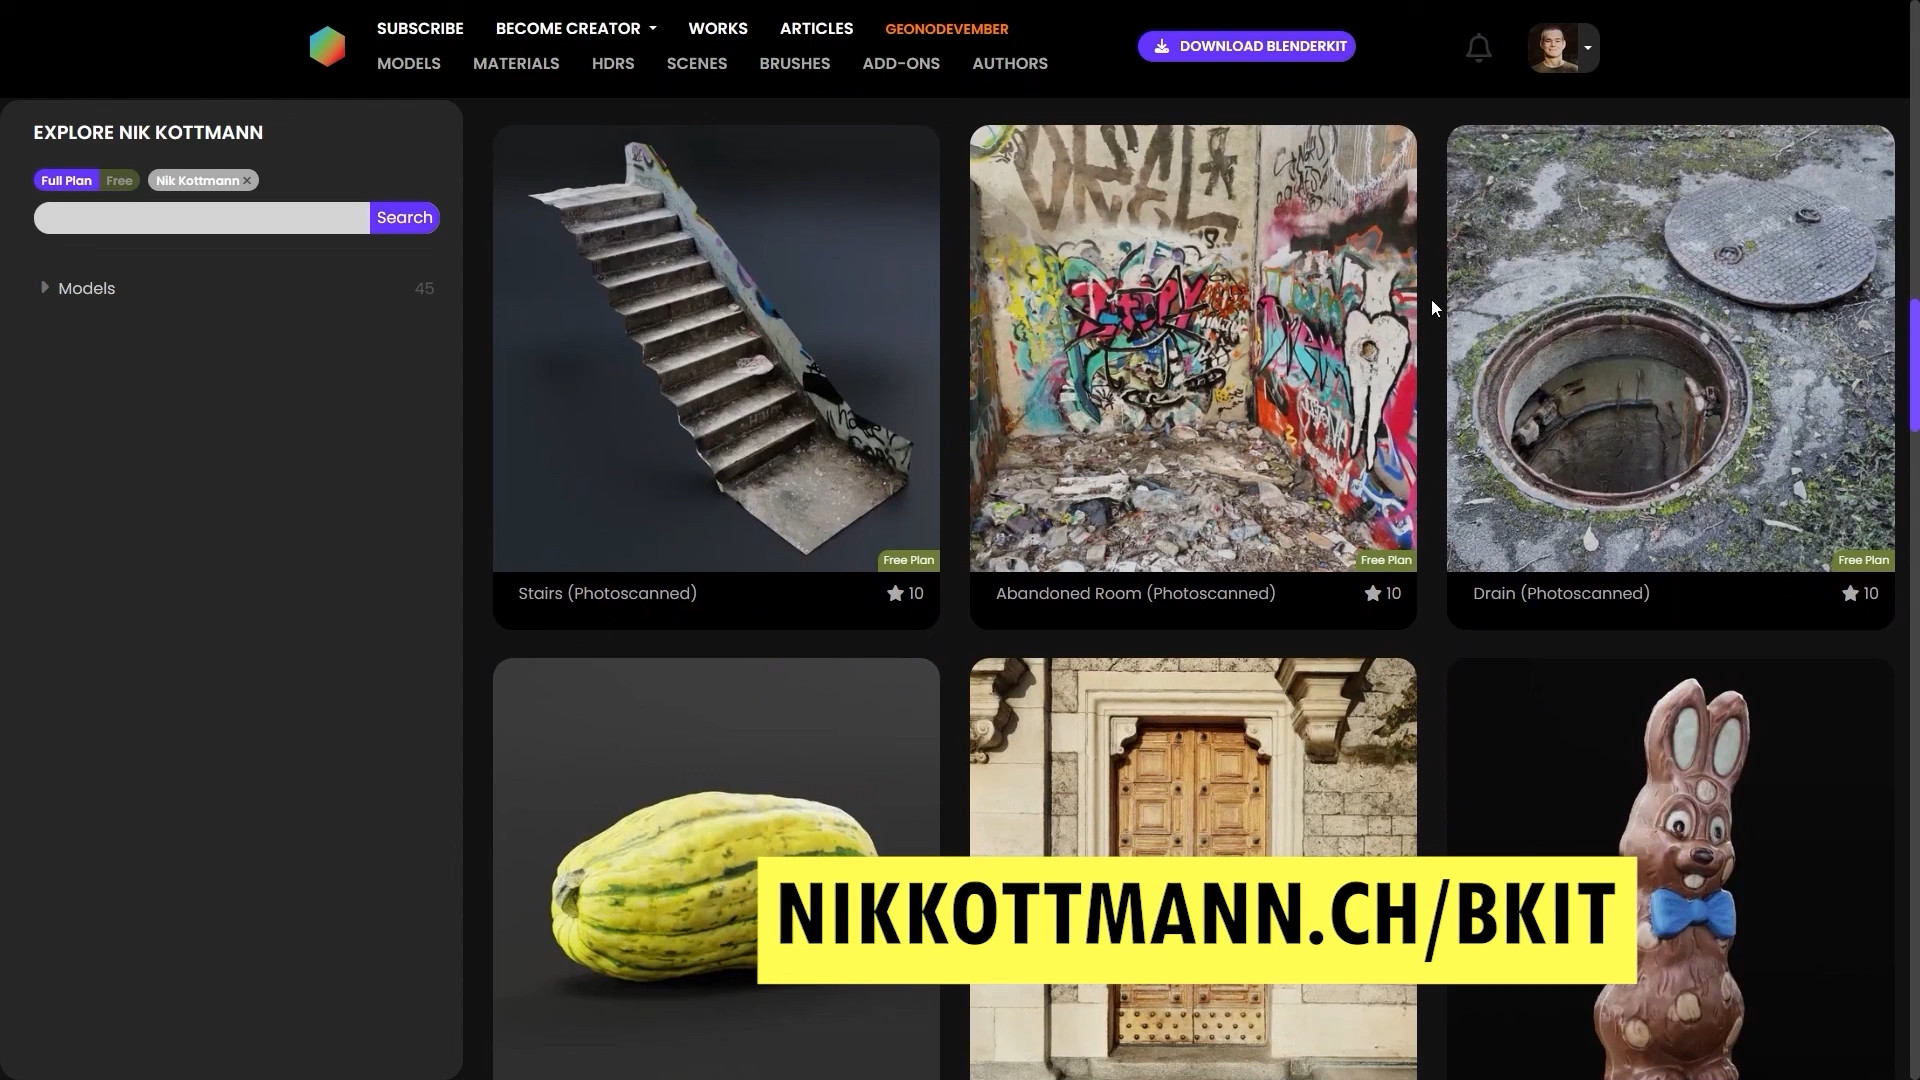 SUBSCRIBE BECOME CREATOR WORKS ARTICLES GEONODEVEMBER
MODELS MATERIALS HDRS SCENES BRUSHES ADD-ONS AUTHORS
DOWNLOAD BLENDERKIT
EXPLORE NIK KOTTMANN
Full Plan Free Nik Kottmann ×
Search
Models 45
Free Plan
Stairs (Photoscanned) 10
Free Plan
Abandoned Room (Photoscanned) 10
Free Plan
Drain (Photoscanned) 10
NIKKOTTMANN.CH/BKIT